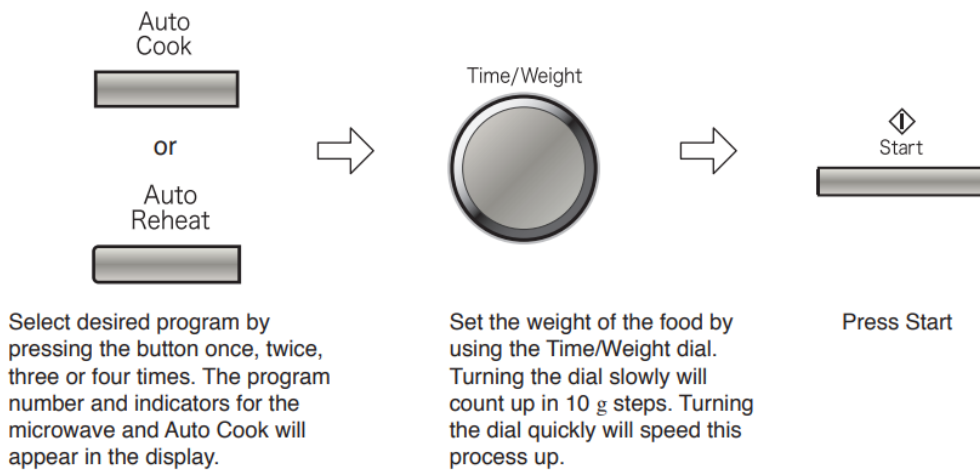 Auto
Cook
or
Auto
Reheat
Select desired program by
pressing the button once, twice,
three or four times. The program
number and indicators for the
microwave and Auto Cook will
appear in the display.
Time/Weight
Set the weight of the food by
using the Time/Weight dial.
Turning the dial slowly will
count up in 10 g steps. Turning
the dial quickly will speed this
process up.
Start
Press Start